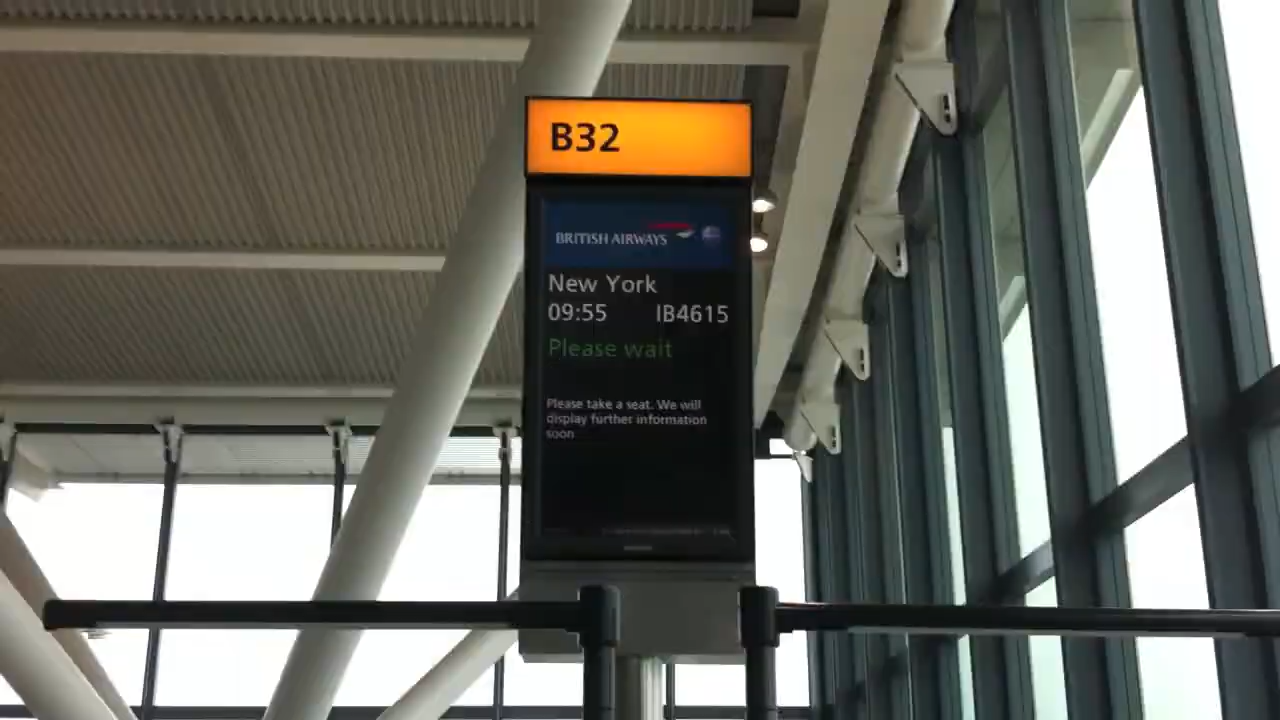 B32
BRITISH AIRWAYS
New York
09:55 IB4615
Please wait
Please take a seat. We will
display further information
soon